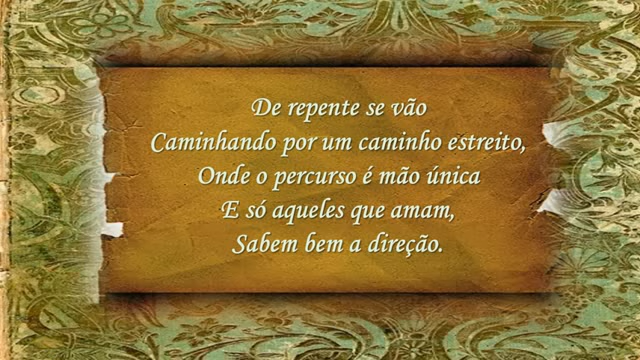 De repente se vão
Caminhando por um caminho estreito,
Onde o percurso é mão única
E só aqueles que amam,
Sabem bem a direção.